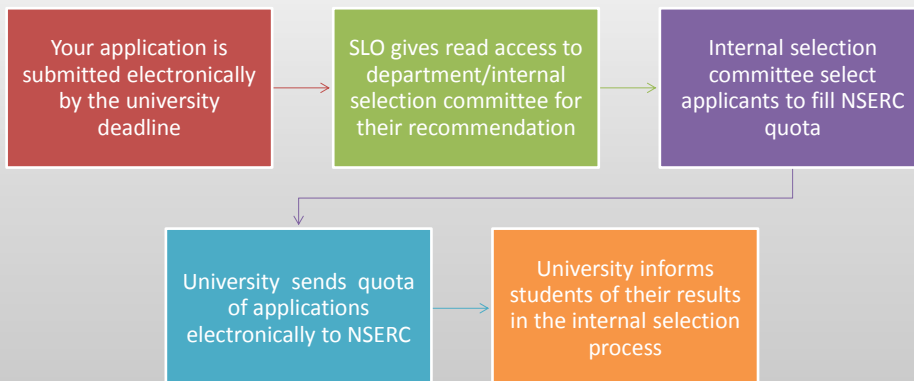 Your application is
submitted electronically
by the university
deadline
SLO gives read access to
department/internal
selection committee for
their recommendation
Internal selection
committee select
applicants to fill NSERC
quota
University  sends  quota
of applications
electronically to NSERC
University informs
students of their results
in the internal selection
process